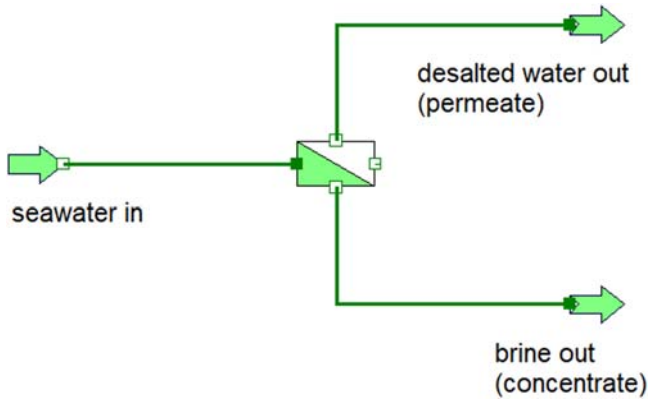 desalted water out
(permeate)
seawater in
brine out
(concentrate)